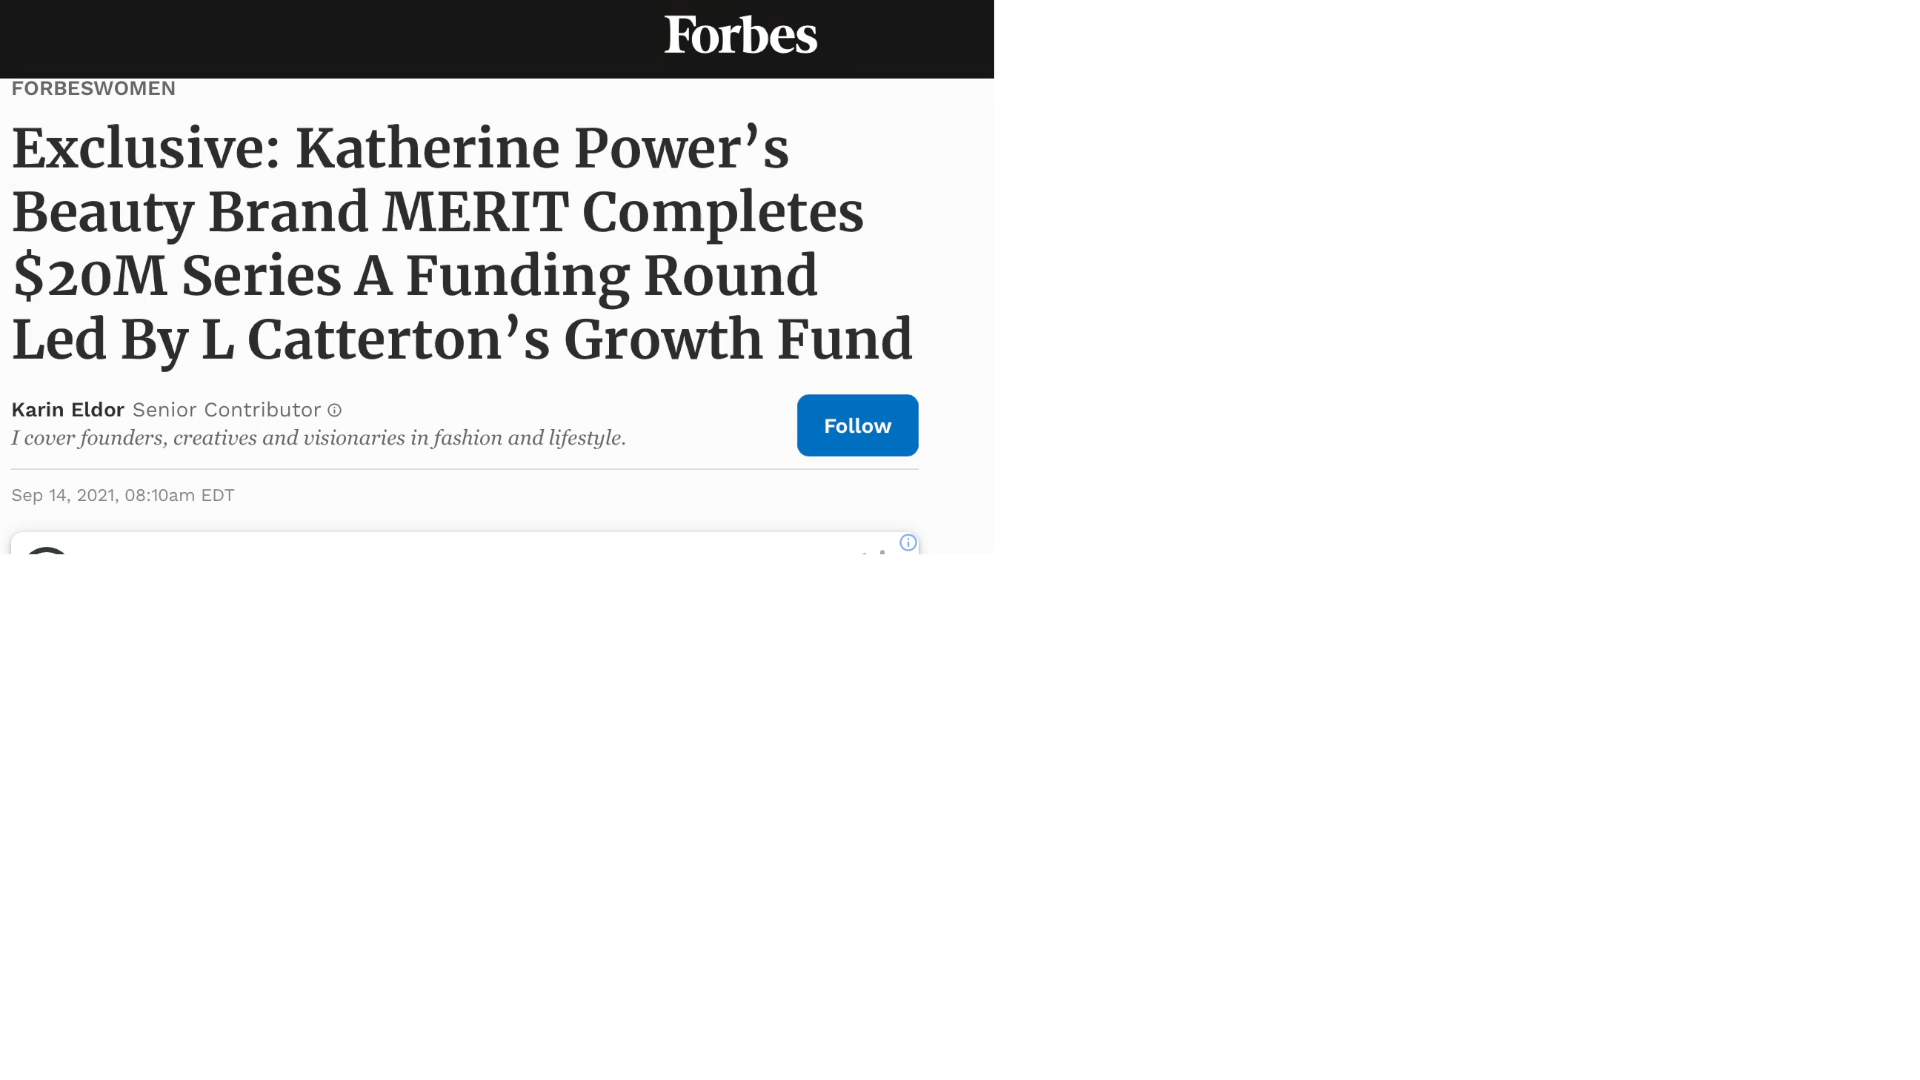 Forbes
FORBESWOMEN
Exclusive: Katherine Power’s
Beauty Brand MERIT Completes
$20M Series A Funding Round
Led By L Catterton’s Growth Fund
Karin Eldor Senior Contributor
I cover founders, creatives and visionaries in fashion and lifestyle.
Follow
Sep 14, 2021, 08:10am EDT